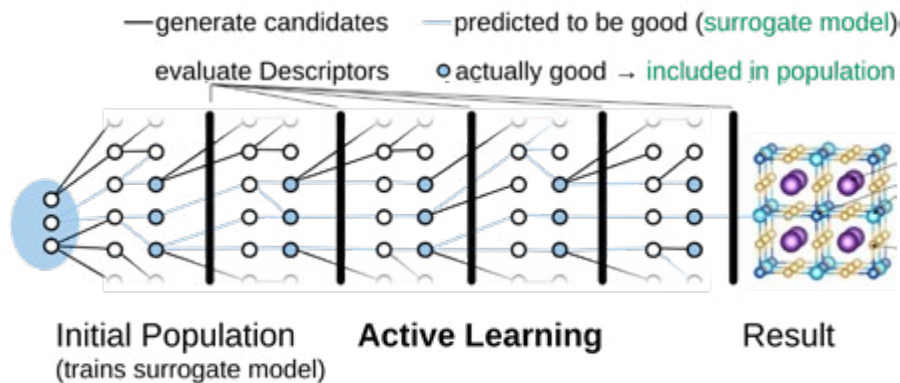 generate candidates predicted to be good (surrogate model)
evaluate Descriptors actually good → included in population
Initial Population Active Learning Result
(trains surrogate model)